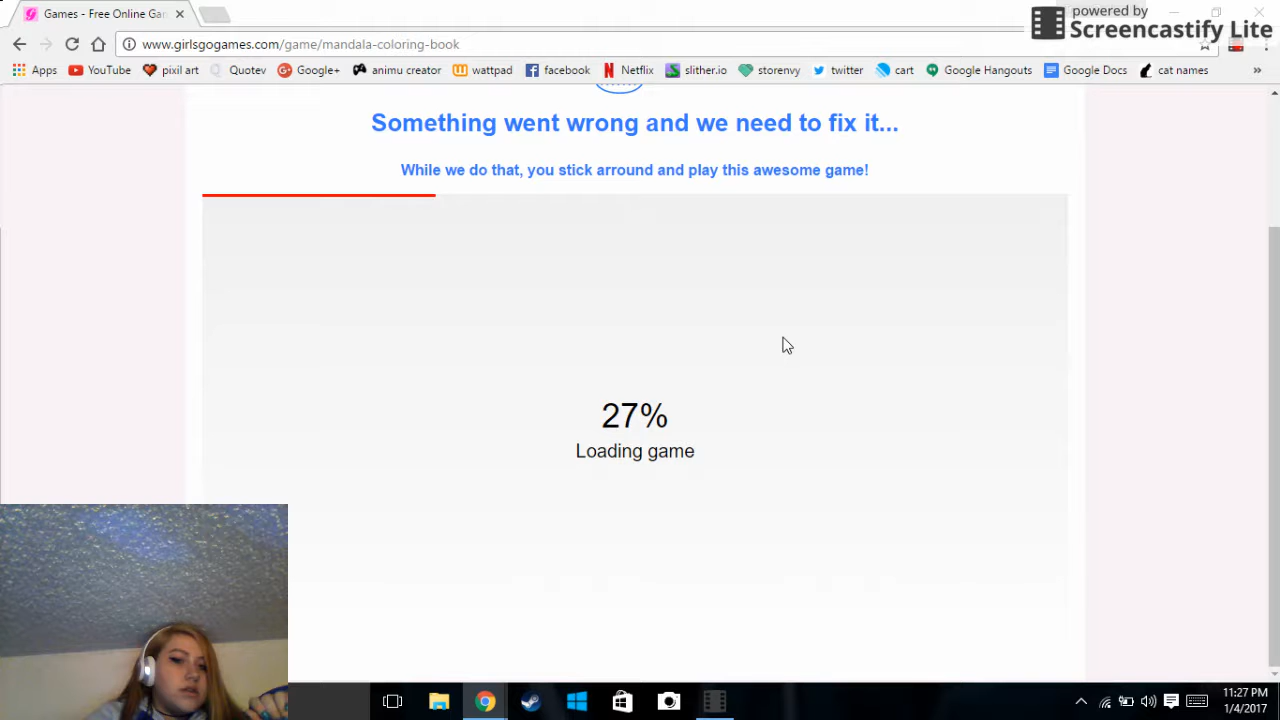 Games - Free Online Gar
powered by
Screencastify Lite
www.girlsgogames.com/game/mandala-coloring-book
Apps YouTube pixil art Quotev Google+ animu creator wattpad facebook Netflix slither.io storenvy twitter cart Google Hangouts Google Docs cat names »
Something went wrong and we need to fix it...
While we do that, you stick arround and play this awesome game!
27%
Loading game
11:27 PM
1/4/2017